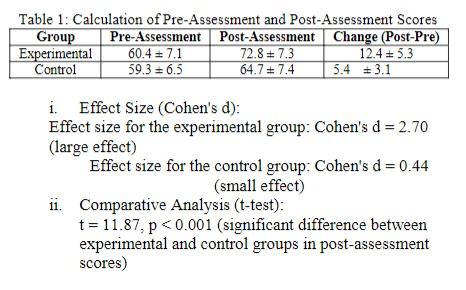 Table 1: Calculation of Pre-Assessment and Post-Assessment Scores
Group Pre-Assessment Post-Assessment Change (Post-Pre)
Experimental 60.4 ± 7.1 72.8 ± 7.3 12.4 ± 5.3
Control 59.3 ± 6.5 64.7 ± 7.4 5.4 ± 3.1
i. Effect Size (Cohen's d):
Effect size for the experimental group: Cohen's d = 2.70
(large effect)
Effect size for the control group: Cohen's d = 0.44
(small effect)
ii. Comparative Analysis (t-test):
t = 11.87, p < 0.001 (significant difference between
experimental and control groups in post-assessment
scores)